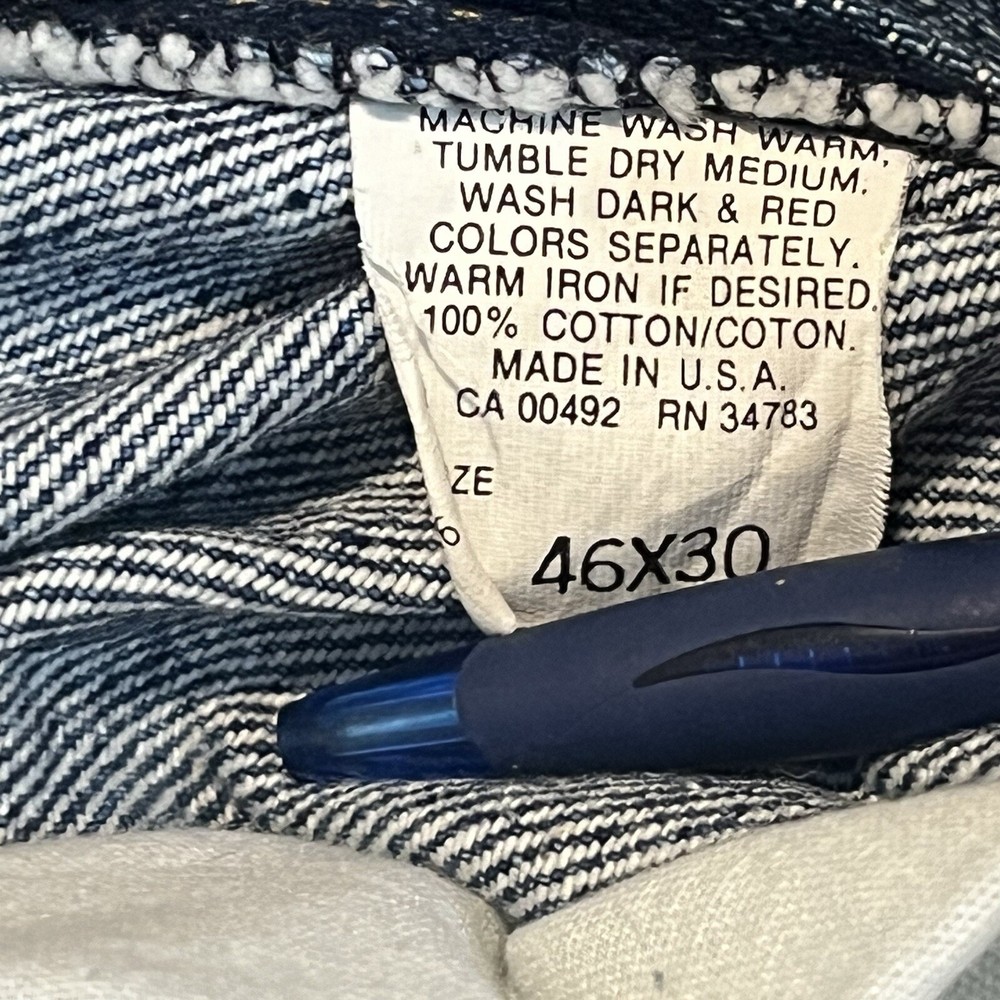 MACHINE WASH WARM,
TUMBLE DRY MEDIUM.
WASH DARK & RED
COLORS SEPARATELY.
WARM IRON IF DESIRED.
100% COTTON/COTON.
MADE IN U.S.A.
CA 00492 RN 34783
ZE
46X30